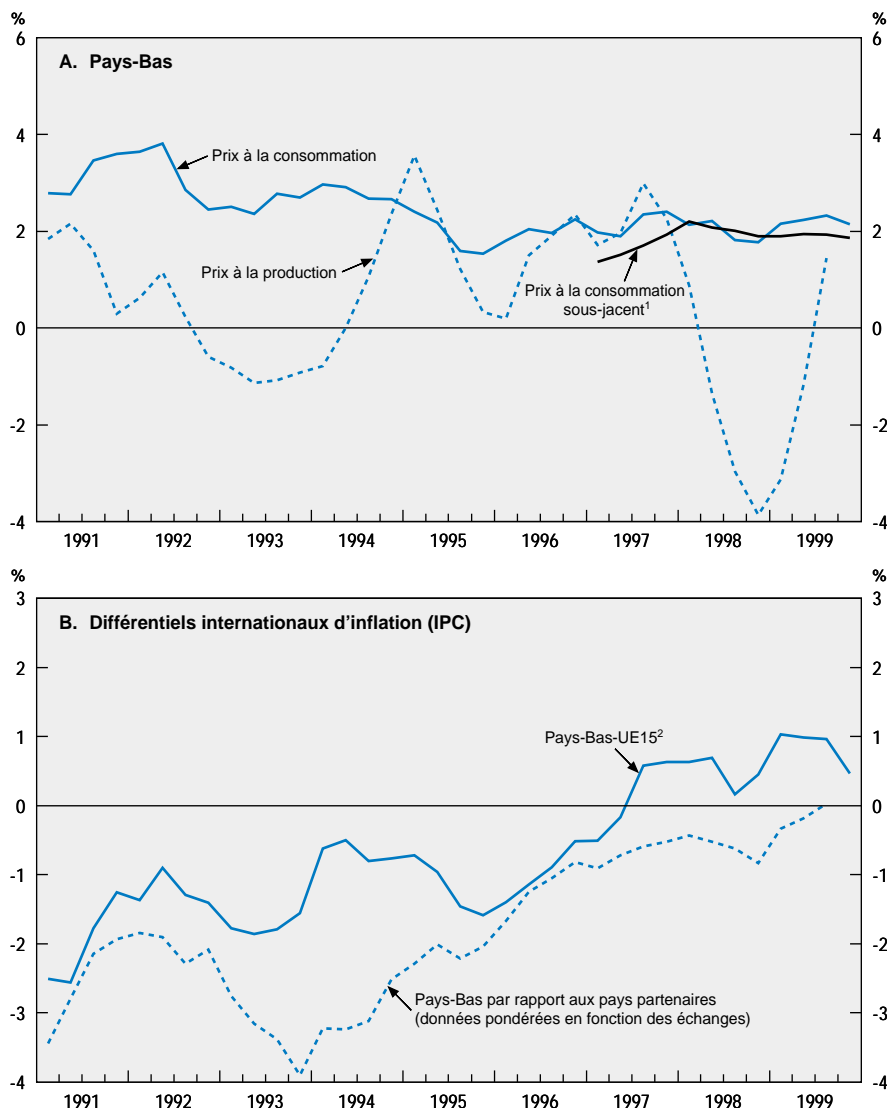 % %
6 6
A. Pays-Bas
4 4
Prix à la consommation
2 2
Prix à la production
Prix à la consommation
sous-jacent1
0 0
-2 -2
-4 -4
1991 1992 1993 1994 1995 1996 1997 1998 1999
% %
3 3
B. Différentiels internationaux d'inflation (IPC)
2 2
1 1
Pays-Bas-UE152
0 0
-1 -1
-2 -2
-3 -3
Pays-Bas par rapport aux pays partenaires
(données pondérées en fonction des échanges)
-4 -4
1991 1992 1993 1994 1995 1996 1997 1998 1999